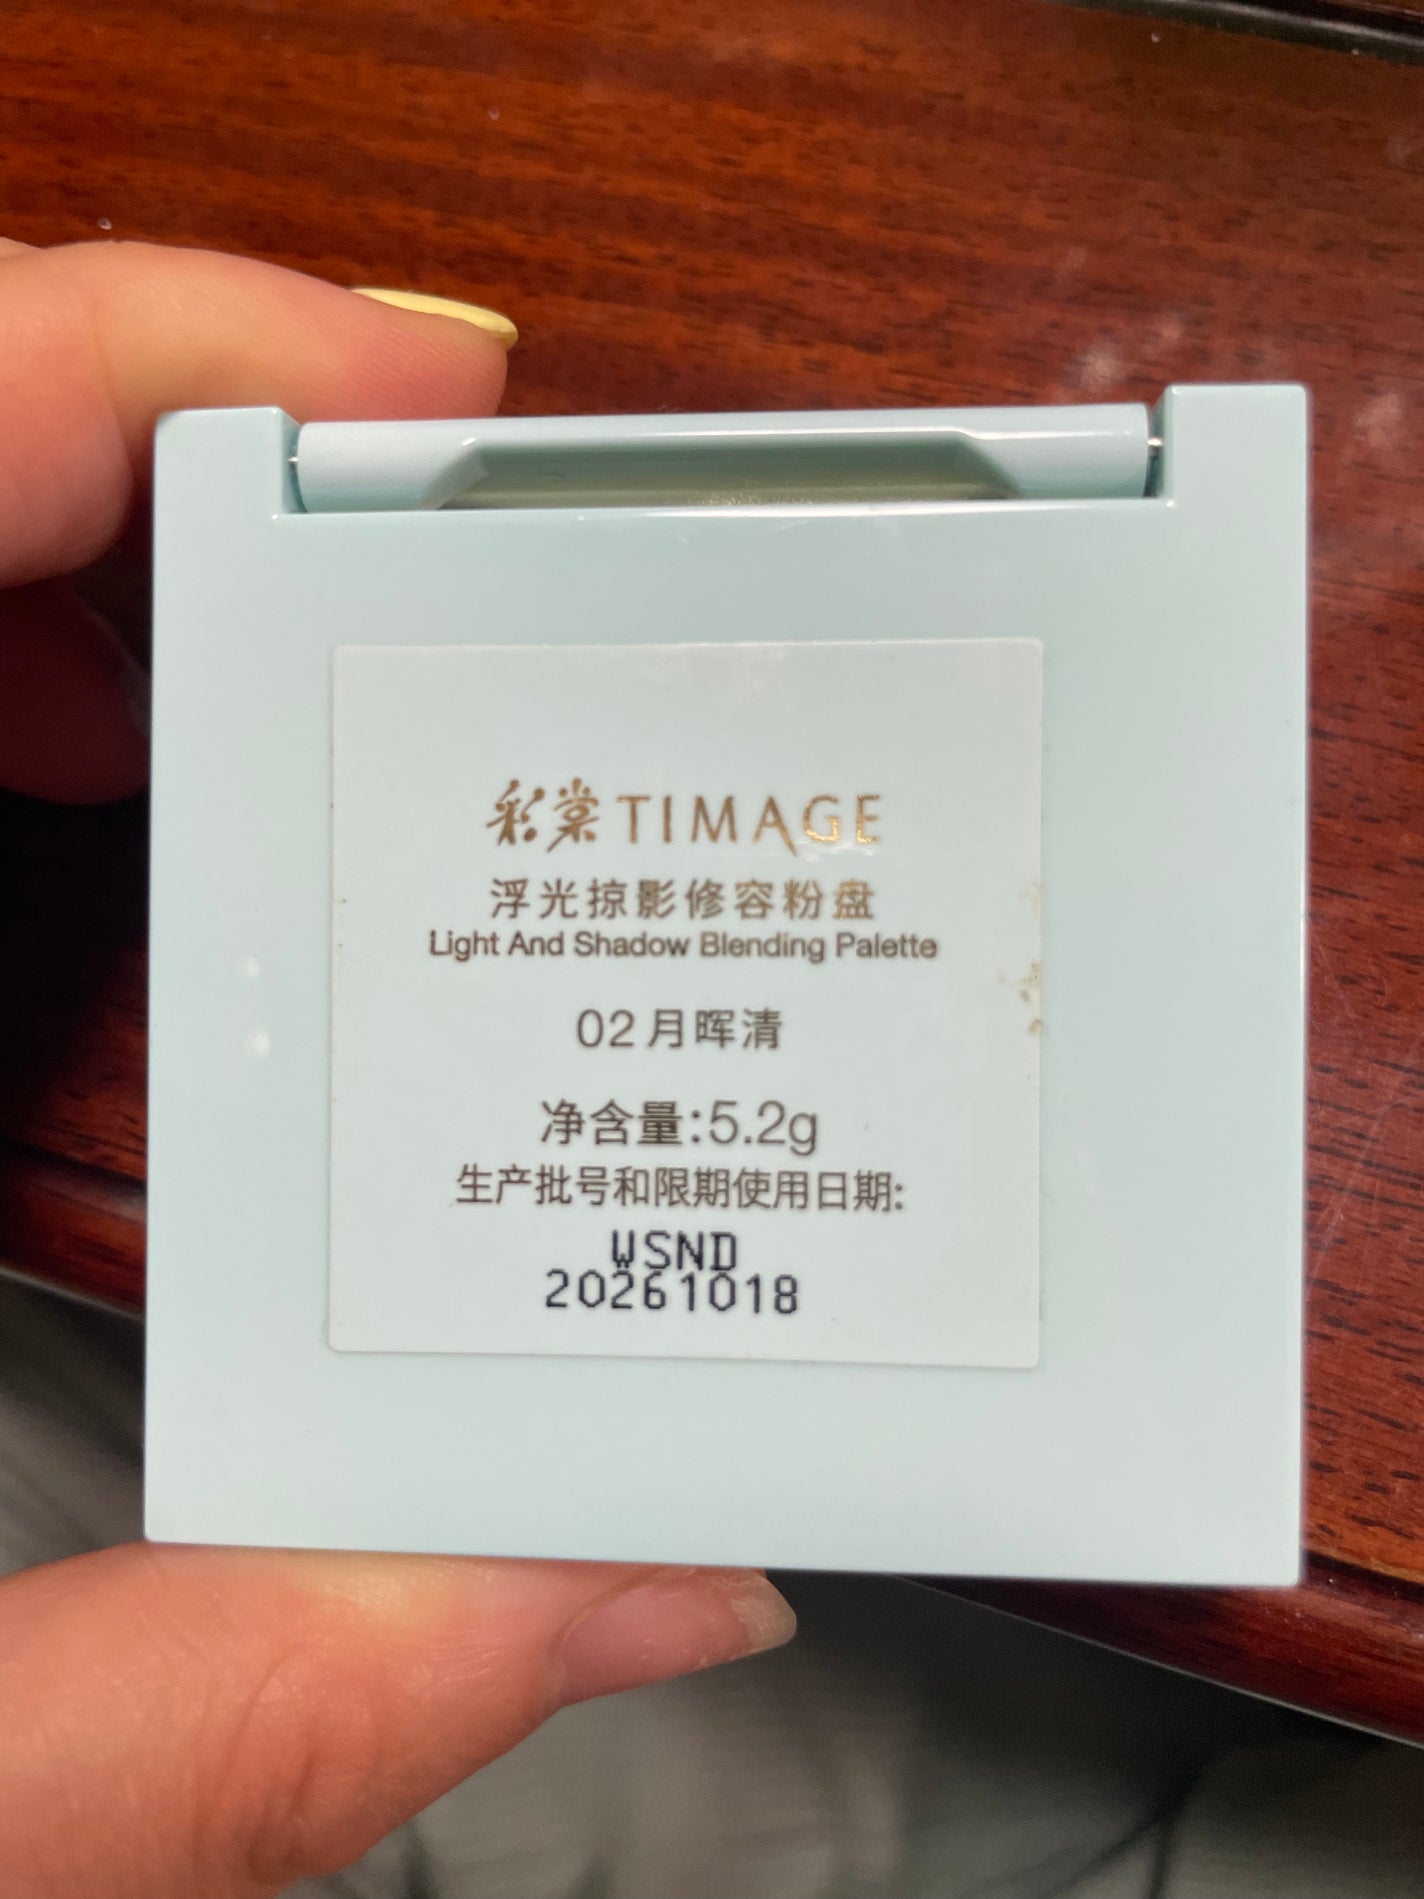 彩棠 TIMAGE
浮光掠影修容粉盘
Light And Shadow Blending Palette
02 月晖清
净含量:5.2g
生产批号和限期使用日期:
WSND
20261018